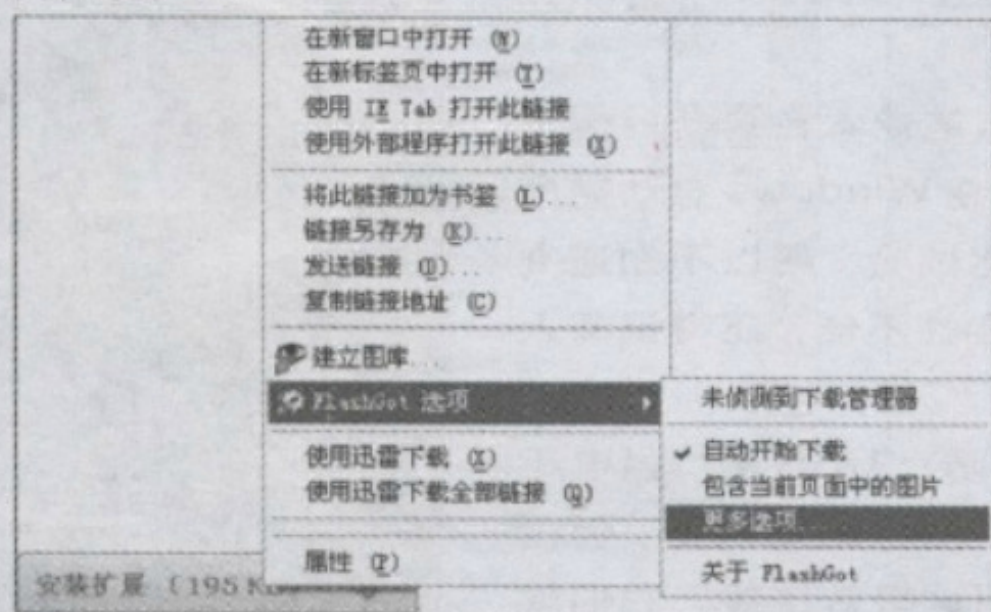 在新窗口中打开 (W)
在新标签页中打开 (T)
使用 IE Tab 打开此链接
使用外部程序打开此链接 (X)
将此链接加为书签 (L)...
链接另存为 (K)...
发送链接 (D)...
复制链接地址 (C)
建立图库...
FlashGot 选项
使用迅雷下载 (X)
使用迅雷下载全部链接 (Q)
属性 (P)
未侦测到下载管理器
自动开始下载
包含当前页面中的图片
更多选项...
关于 FlashGot
安装扩展 (195 KB)